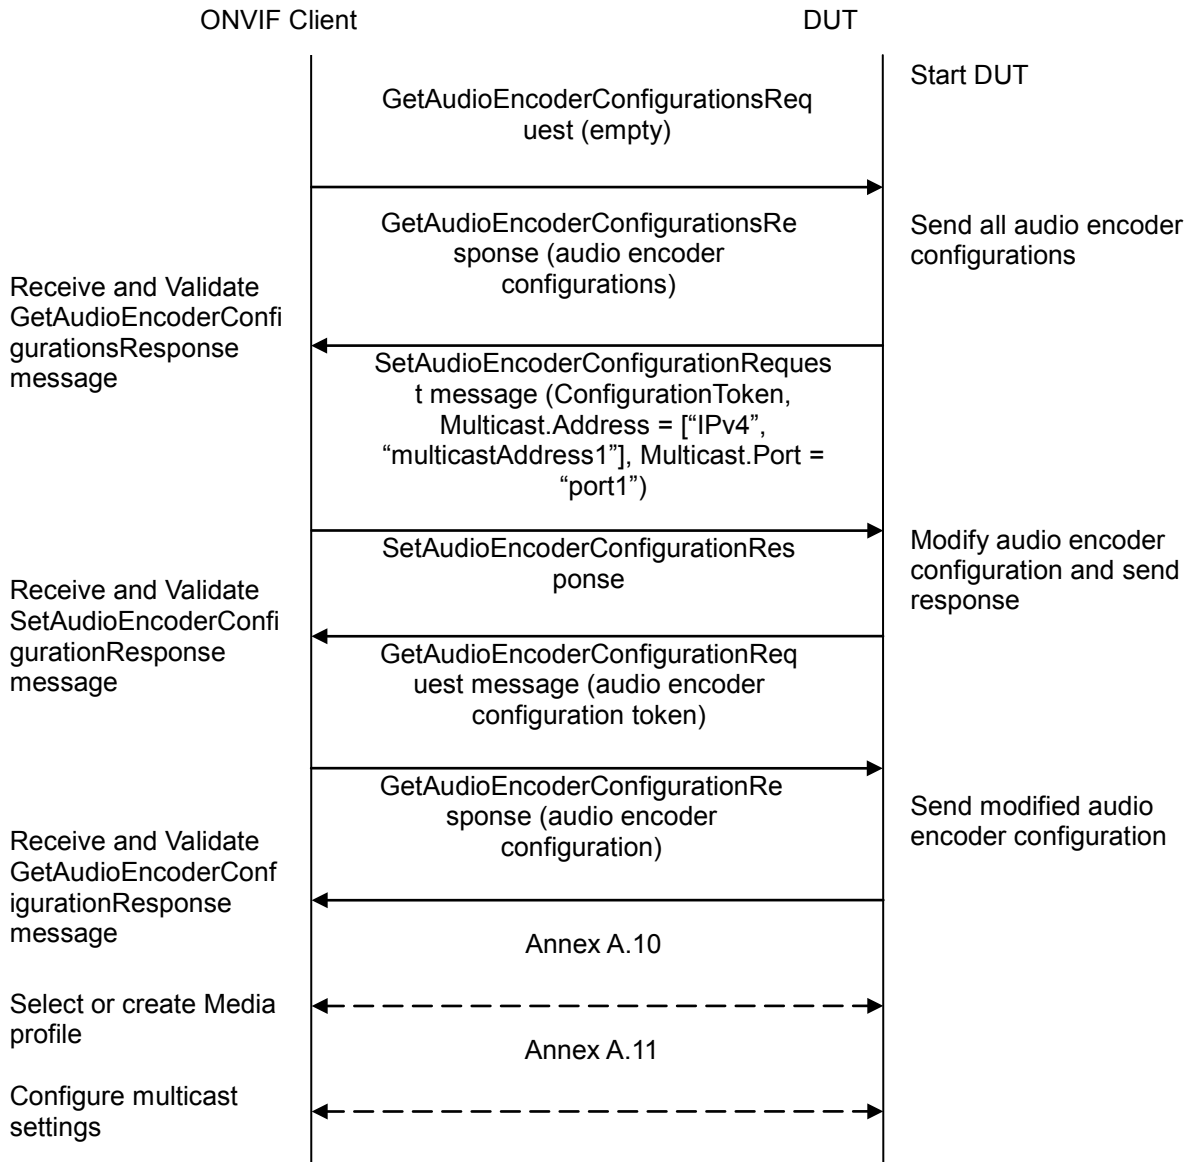 ONVIF Client
DUT
Start DUT
GetAudioEncoderConfigurationsReq
uest (empty)
GetAudioEncoderConfigurationsRe
sponse (audio encoder
configurations)
Send all audio encoder
configurations
Receive and Validate
GetAudioEncoderConfi
gurationsResponse
message
SetAudioEncoderConfigurationReques
t message (ConfigurationToken,
Multicast.Address = [“IPv4”,
“multicastAddress1”], Multicast.Port =
“port1”)
SetAudioEncoderConfigurationRes
ponse
Modify audio encoder
configuration and send
response
Receive and Validate
SetAudioEncoderConfi
gurationResponse
message
GetAudioEncoderConfigurationReq
uest message (audio encoder
configuration token)
GetAudioEncoderConfigurationRe
sponse (audio encoder
configuration)
Send modified audio
encoder configuration
Receive and Validate
GetAudioEncoderConf
igurationResponse
message
Annex A.10
Select or create Media
profile
Annex A.11
Configure multicast
settings